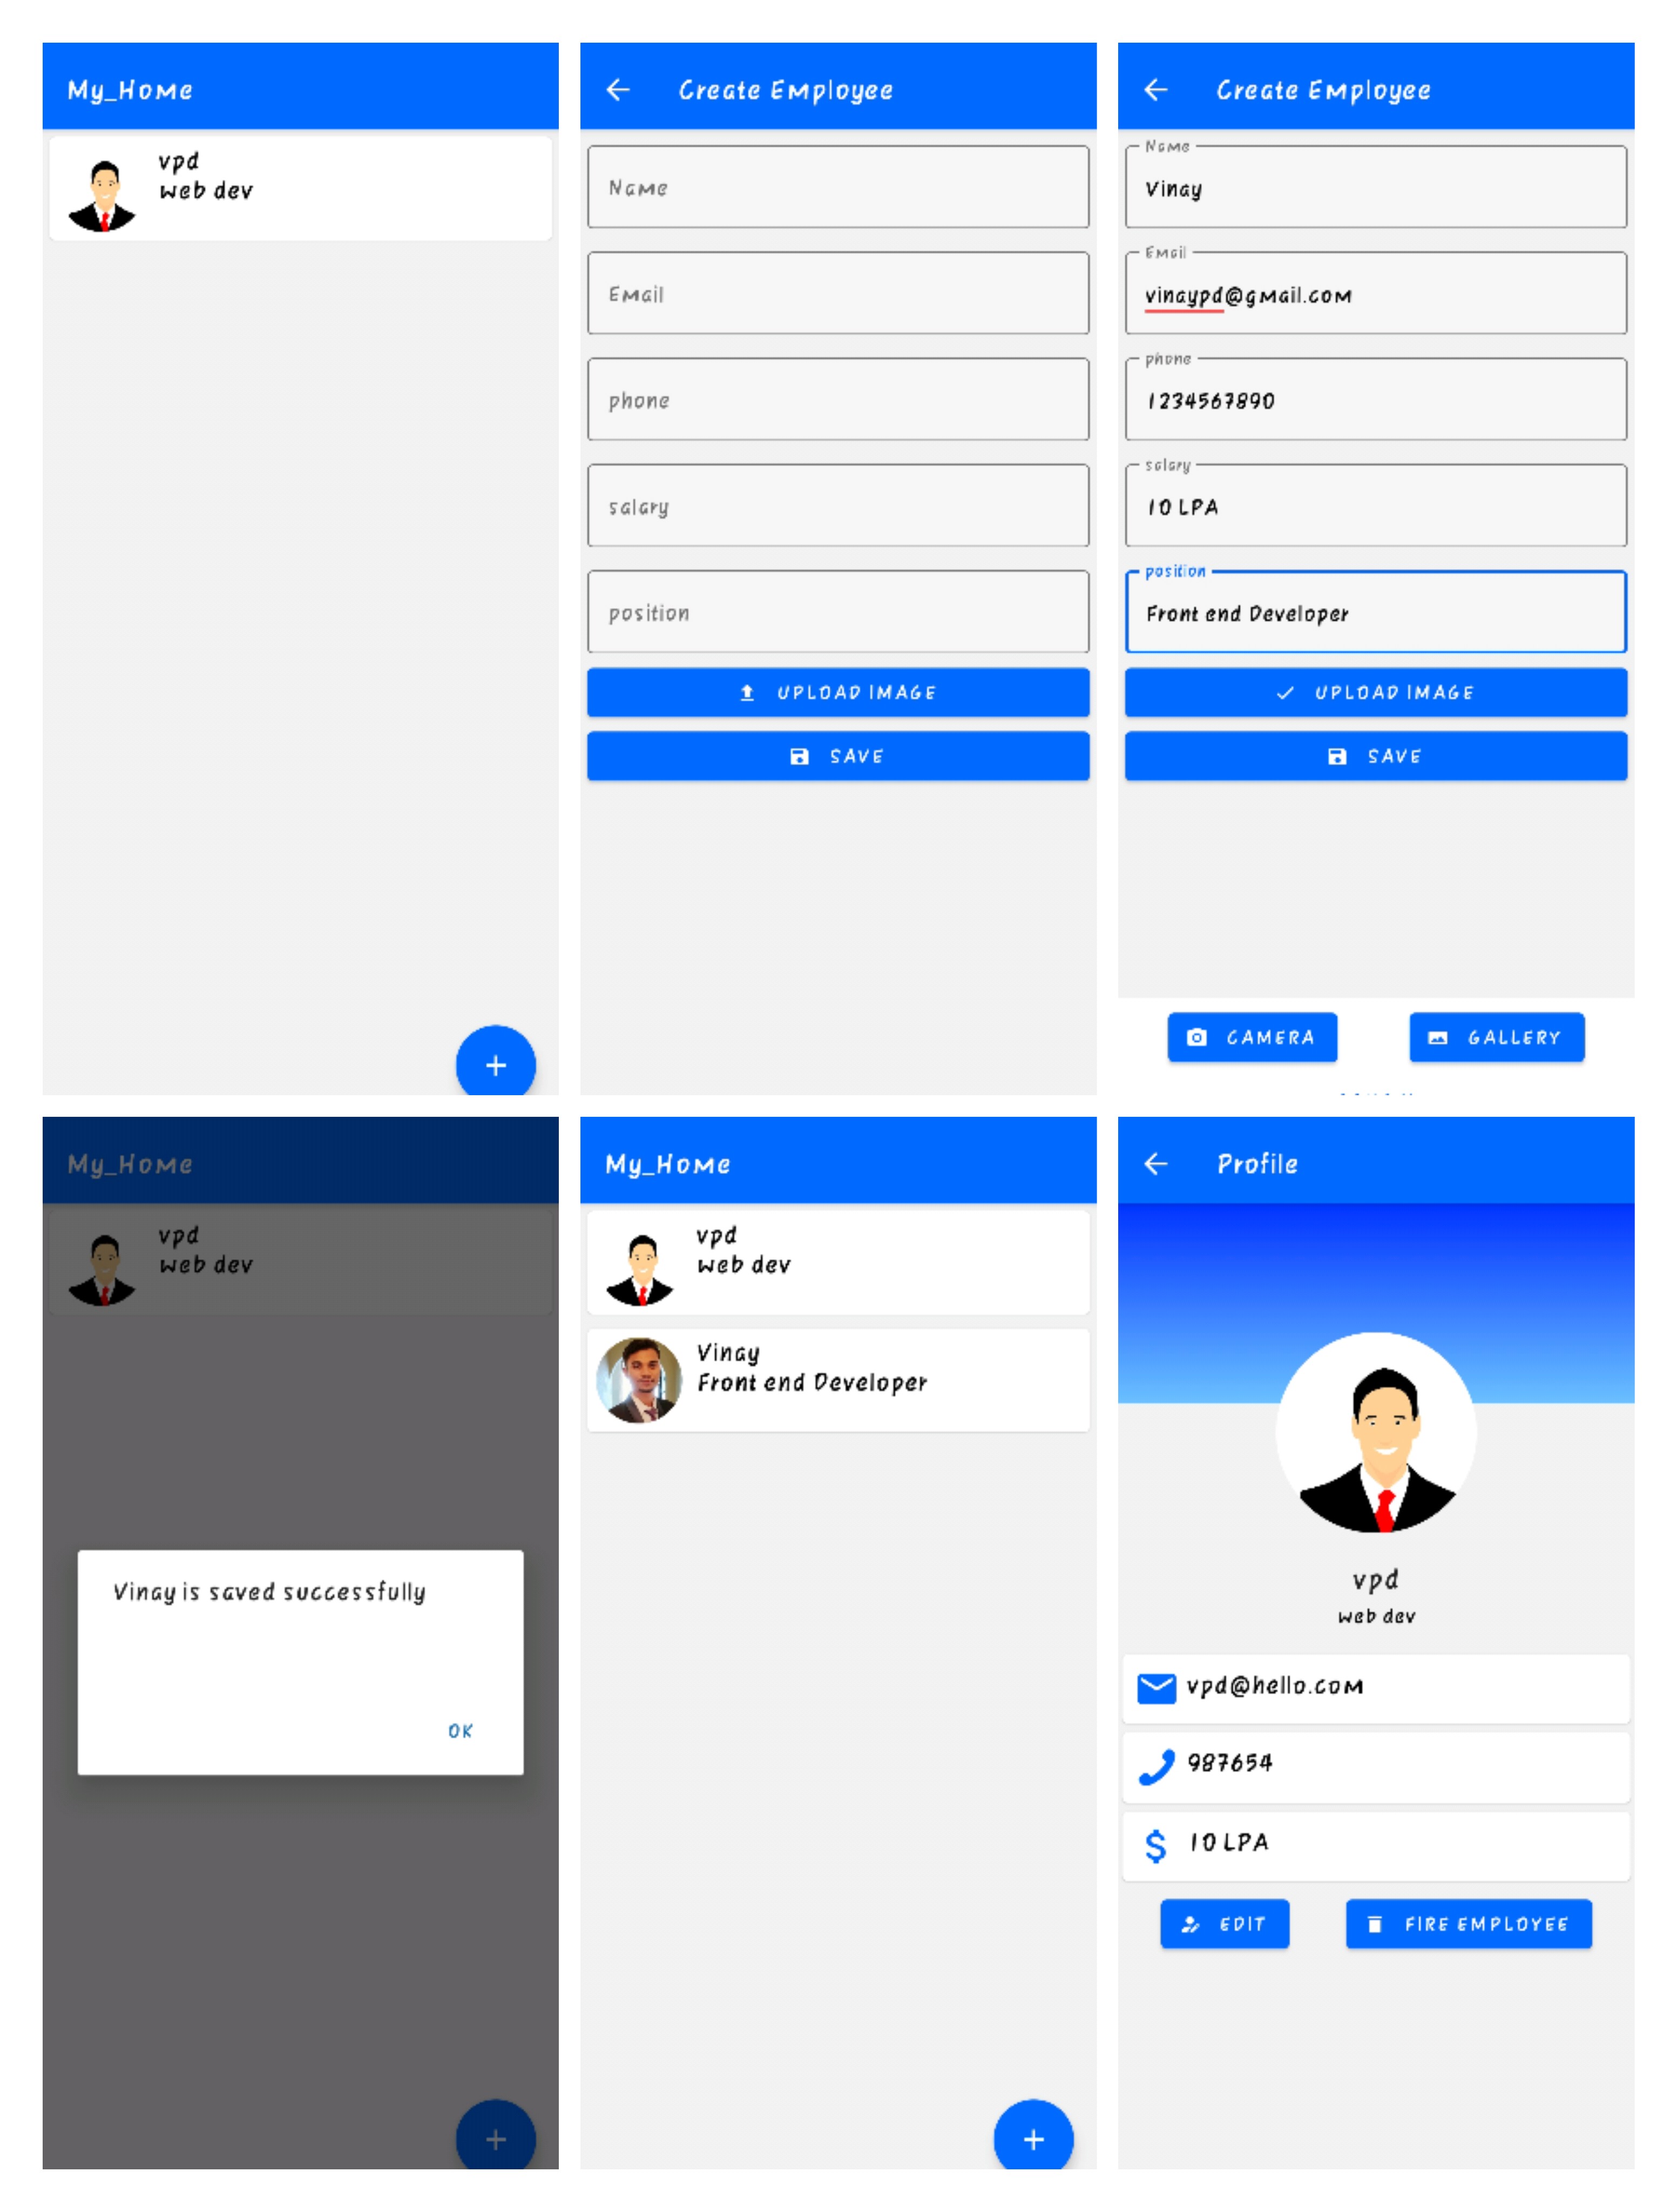 My_Home
vpd
web dev
Create Employee
Name
Email
phone
salary
position
UPLOAD IMAGE
SAVE
Create Employee
Name
Vinay
Email
vinaypd@gmail.com
phone
1234567890
salary
10 LPA
position
Front end Developer
UPLOAD IMAGE
SAVE
CAMERA
GALLERY
My_Home
vpd
web dev
Vinay is saved successfully
OK
My_Home
vpd
web dev
Vinay
Front end Developer
Profile
vpd
web dev
vpd@hello.com
987654
10 LPA
EDIT
FIRE EMPLOYEE